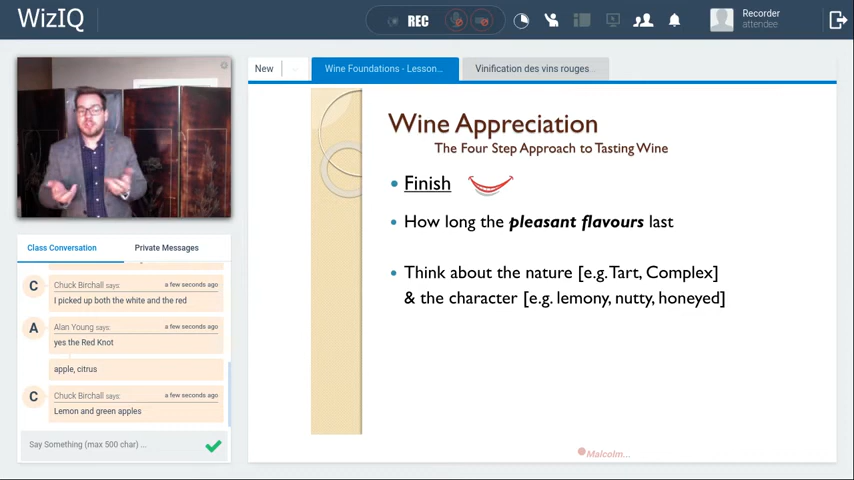 WizIQ
REC
Recorder
attendee
New
Wine Foundations - Lesson...
Vinification des vins rouges...
Wine Appreciation
The Four Step Approach to Tasting Wine
• Finish
• How long the pleasant flavours last
• Think about the nature [e.g. Tart, Complex]
& the character [e.g. lemony, nutty, honeyed]
Malcolm...
Class Conversation
Private Messages
C
Chuck Birchall says:
a few seconds ago
I picked up both the white and the red
A
Alan Young says:
a few seconds ago
yes the Red Knot
apple, citrus
C
Chuck Birchall says:
a few seconds ago
Lemon and green apples
Say Something (max 500 char) ...